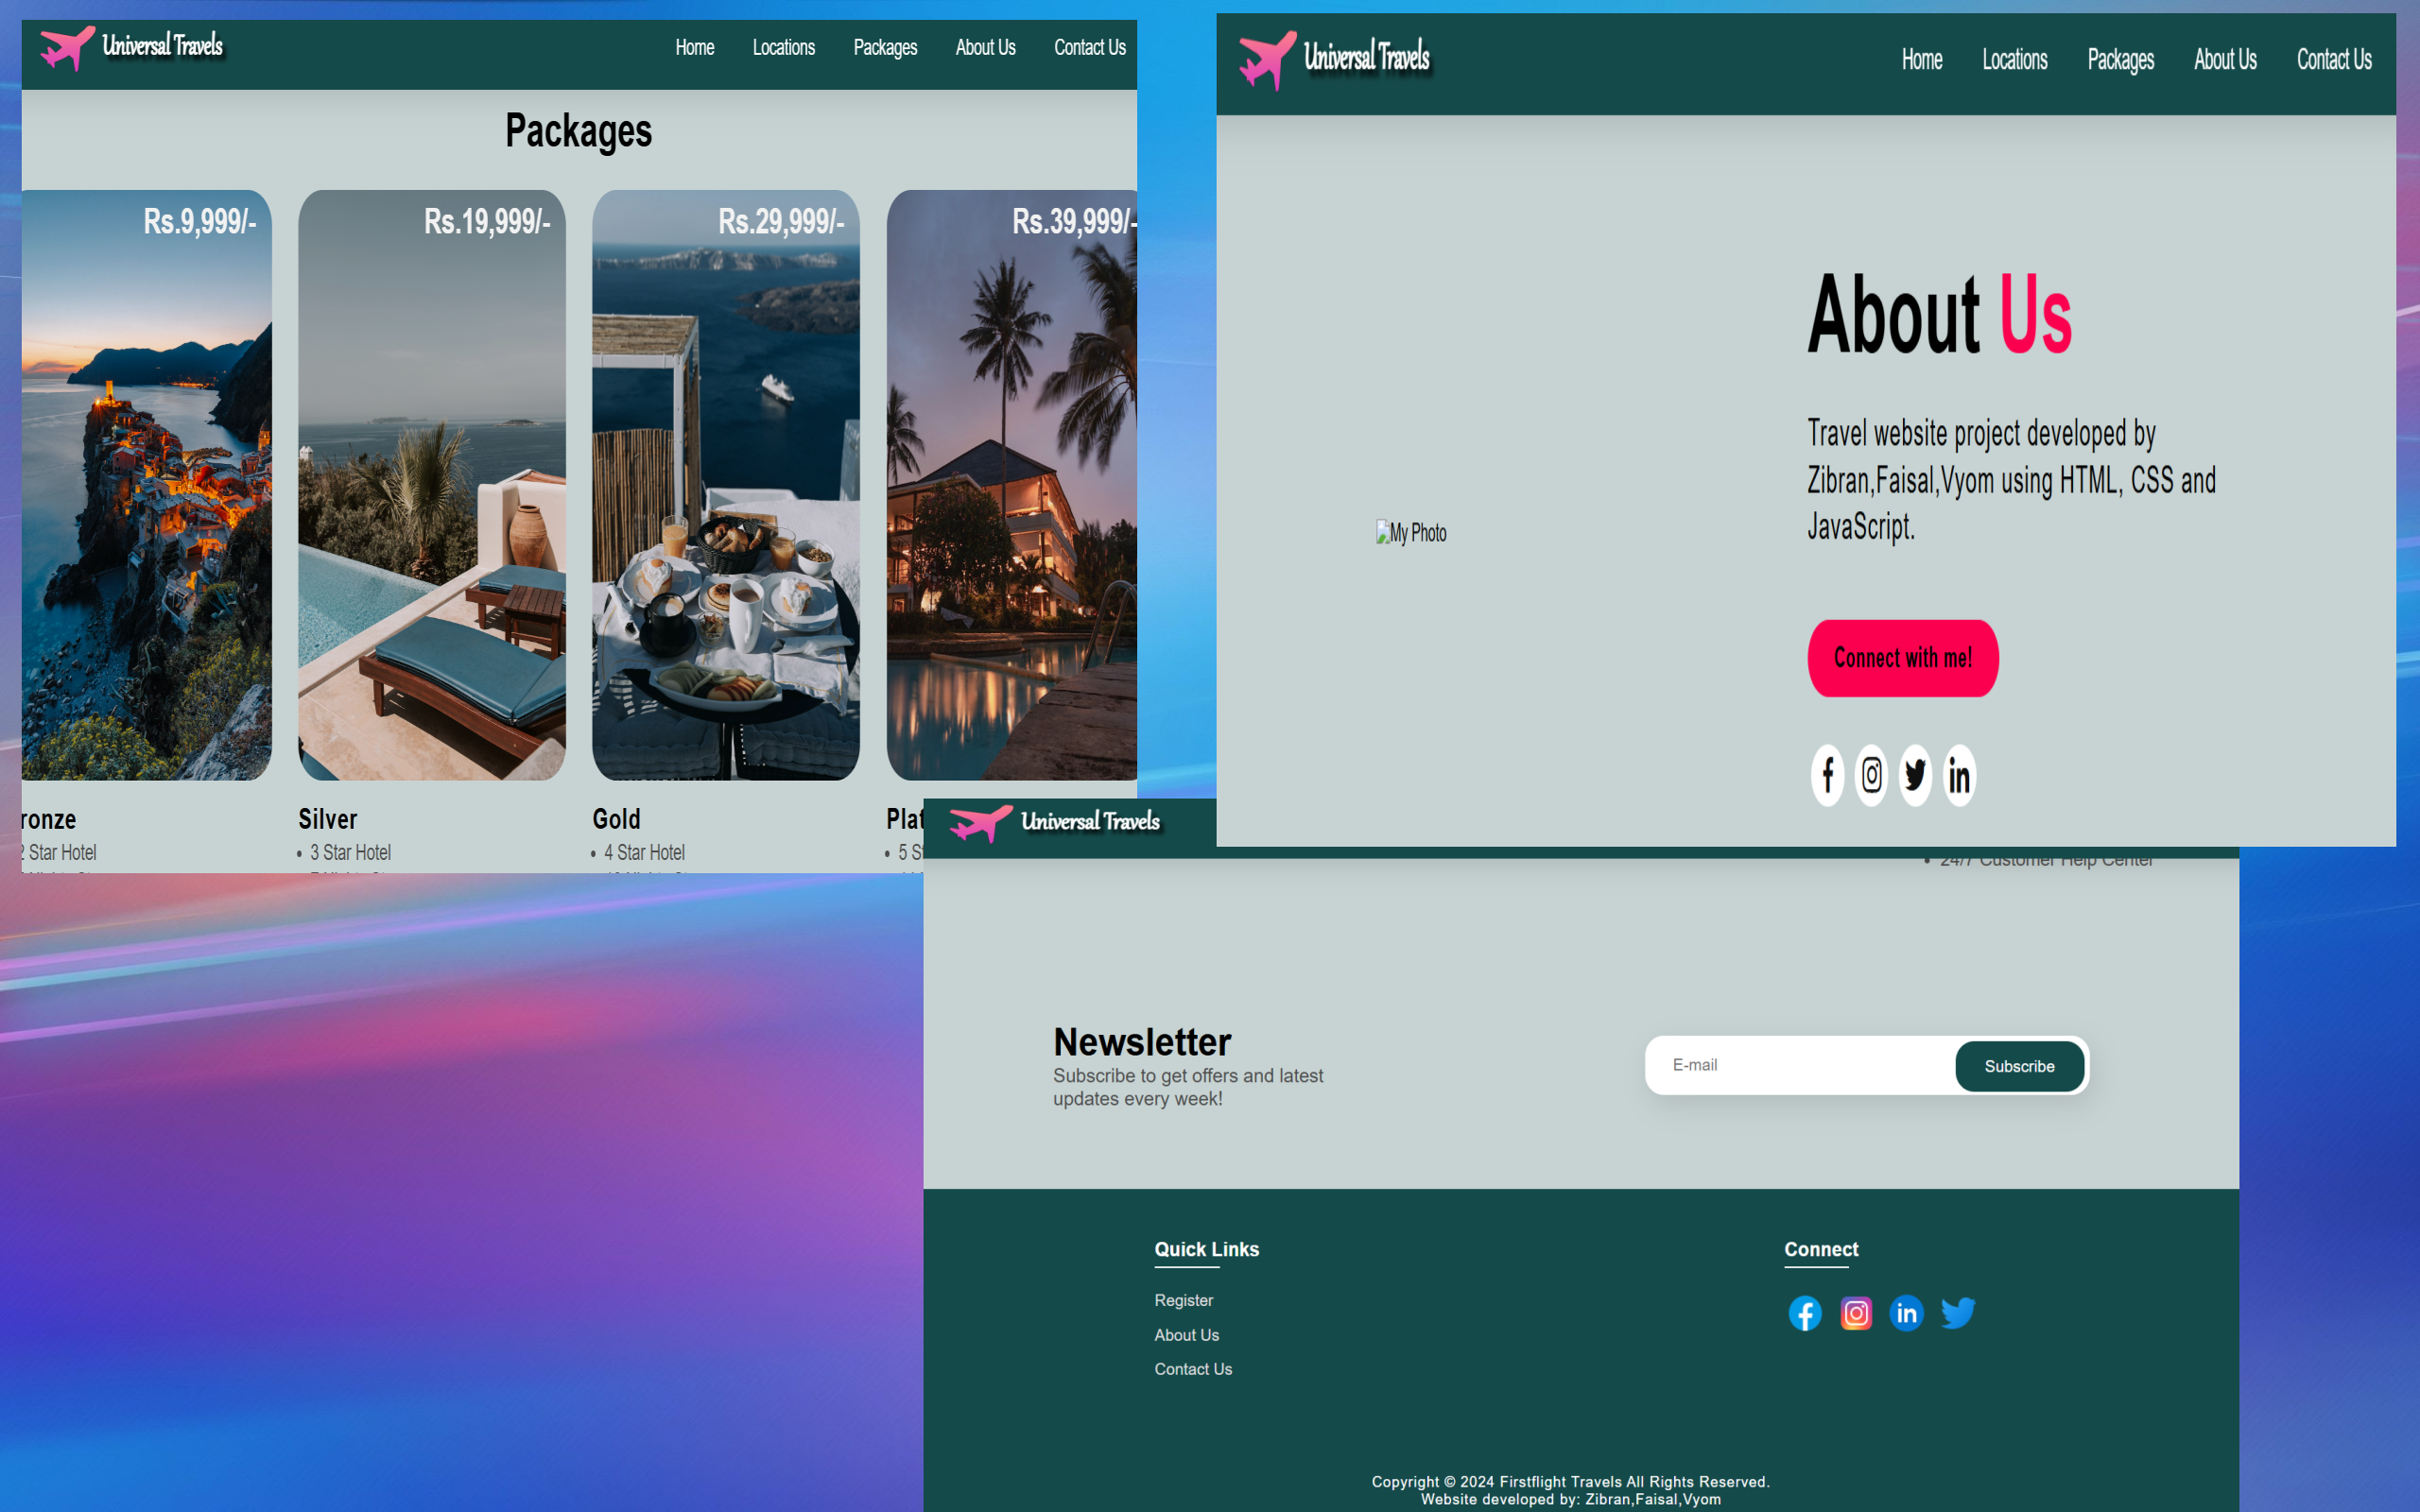 Universal Travels
Home Locations Packages About Us Contact Us
Packages
Rs.9,999/- Rs.19,999/- Rs.29,999/- Rs.39,999/-
ronze Silver Gold Plat
2 Star Hotel • 3 Star Hotel • 4 Star Hotel • 5 S
Universal Travels
Home Locations Packages About Us Contact Us
About Us
Travel website project developed by
Zibran,Faisal,Vyom using HTML, CSS and
JavaScript.
My Photo
Connect with me!
Universal Travels
• 24/7 Customer Help Center
Newsletter
Subscribe to get offers and latest
updates every week!
E-mail
Subscribe
Quick Links
Register
About Us
Contact Us
Connect
Copyright © 2024 Firstflight Travels All Rights Reserved.
Website developed by: Zibran,Faisal,Vyom